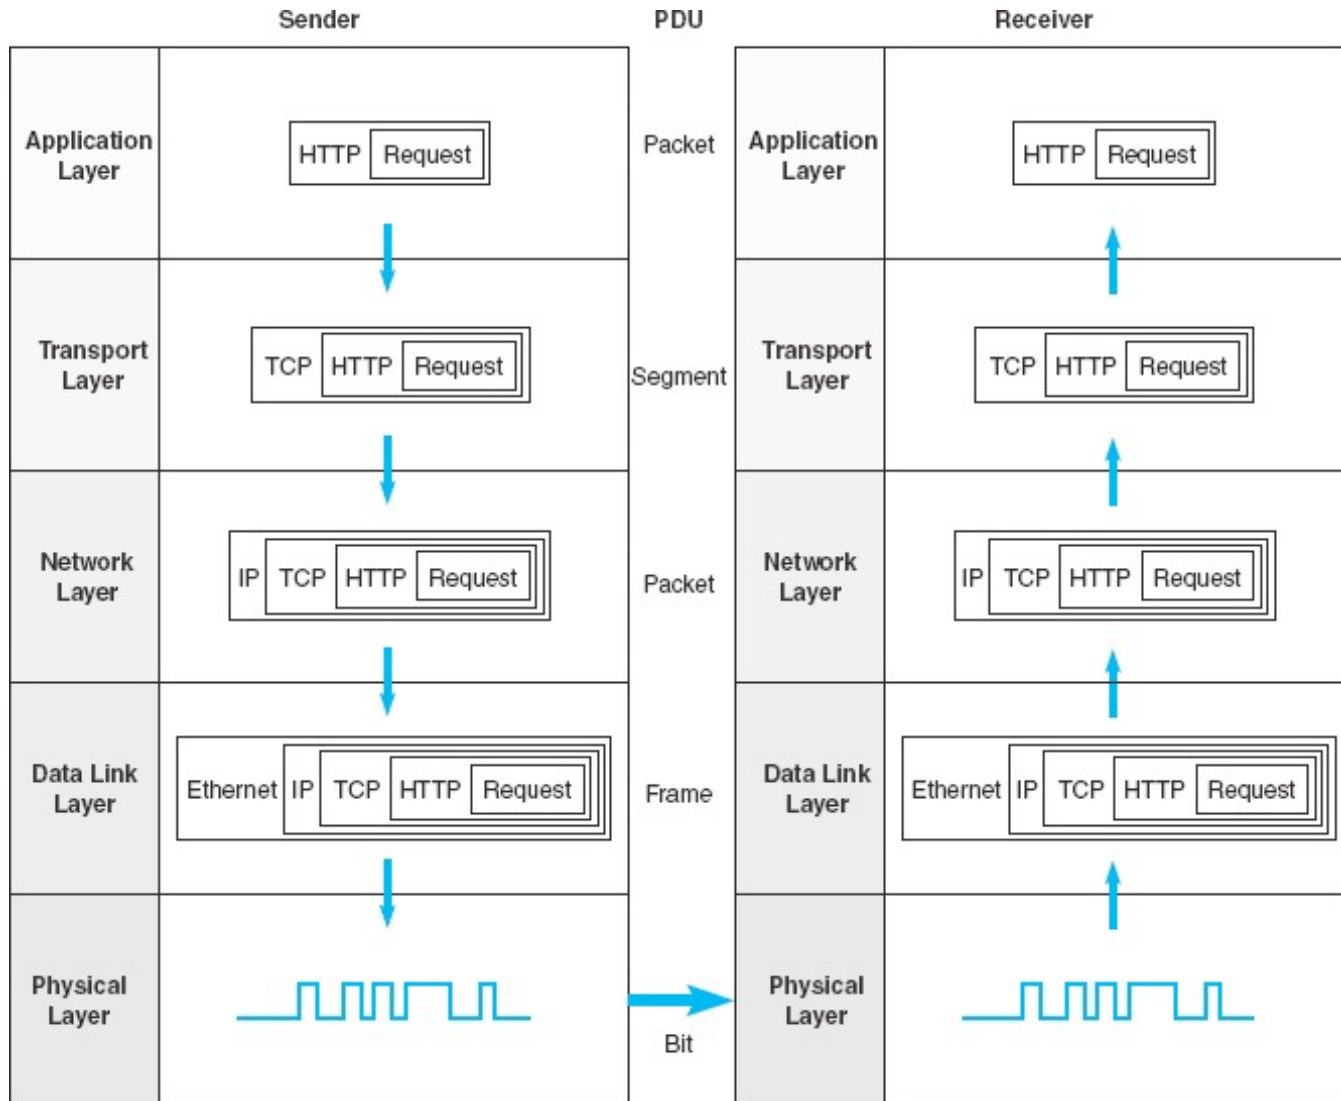 Sender PDU Receiver
Application
Layer
HTTP Request
Packet
Application
Layer
HTTP Request
Transport
Layer
TCP HTTP Request
Segment
Transport
Layer
TCP HTTP Request
Network
Layer
IP TCP HTTP Request
Packet
Network
Layer
IP TCP HTTP Request
Data Link
Layer
Ethernet IP TCP HTTP Request
Frame
Data Link
Layer
Ethernet IP TCP HTTP Request
Physical
Layer
Bit
Physical
Layer